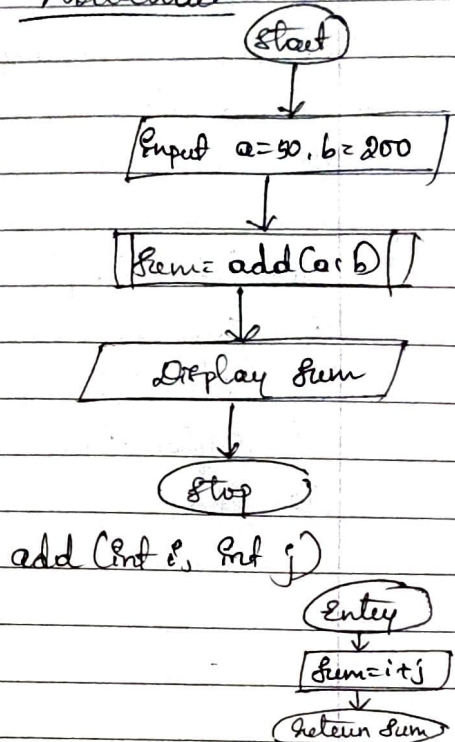 Start
Input a=50, b=200
Sum= add(a, b)
Display Sum
Stop
add (int i, int j)
Entry
Sum=i+j
return Sum